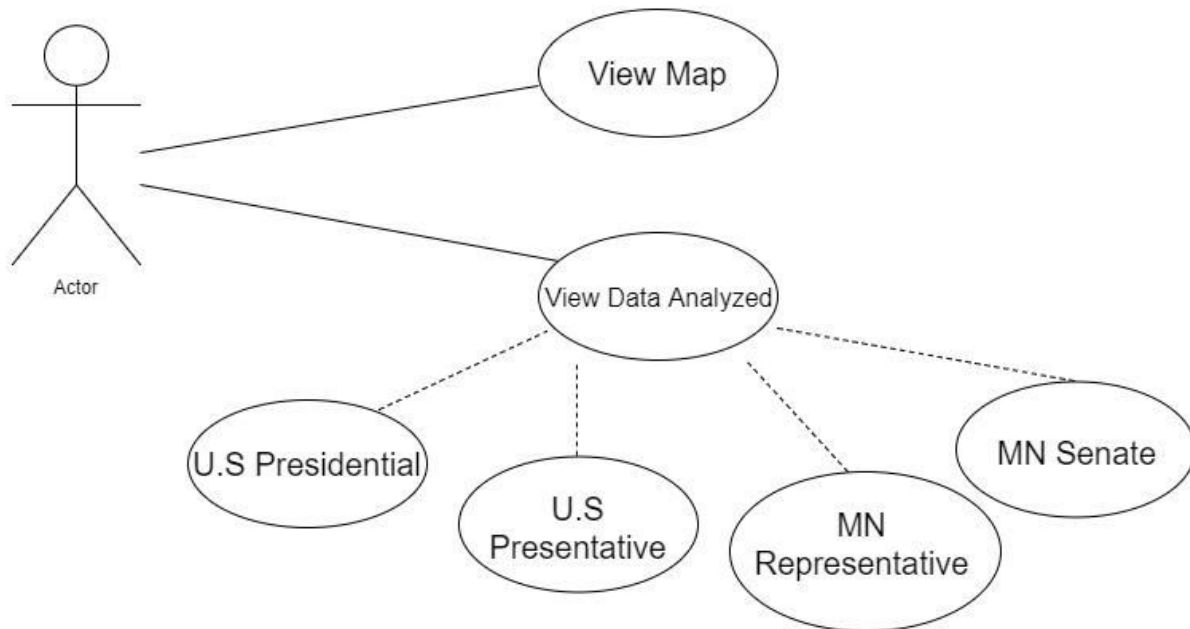 View Map
Actor
View Data Analyzed
U.S Presidential
U.S
Presentative
MN
Representative
MN Senate